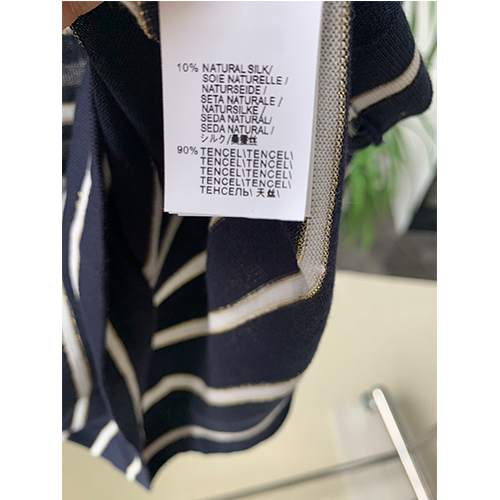 10% NATURAL SILK/
SOIE NATURELLE/
NATURSEIDE/
SETA NATURALE/
NATURSILKE/
SEDA NATURAL/
SEDA NATURAL/
シルク/桑蚕丝
90% TENCEL\TENCEL\
TENCEL\TENCEL\
TENCEL\TENCEL\
TENCEL\TENCEL\
ТЕНСЕЛЬ\ 天丝\